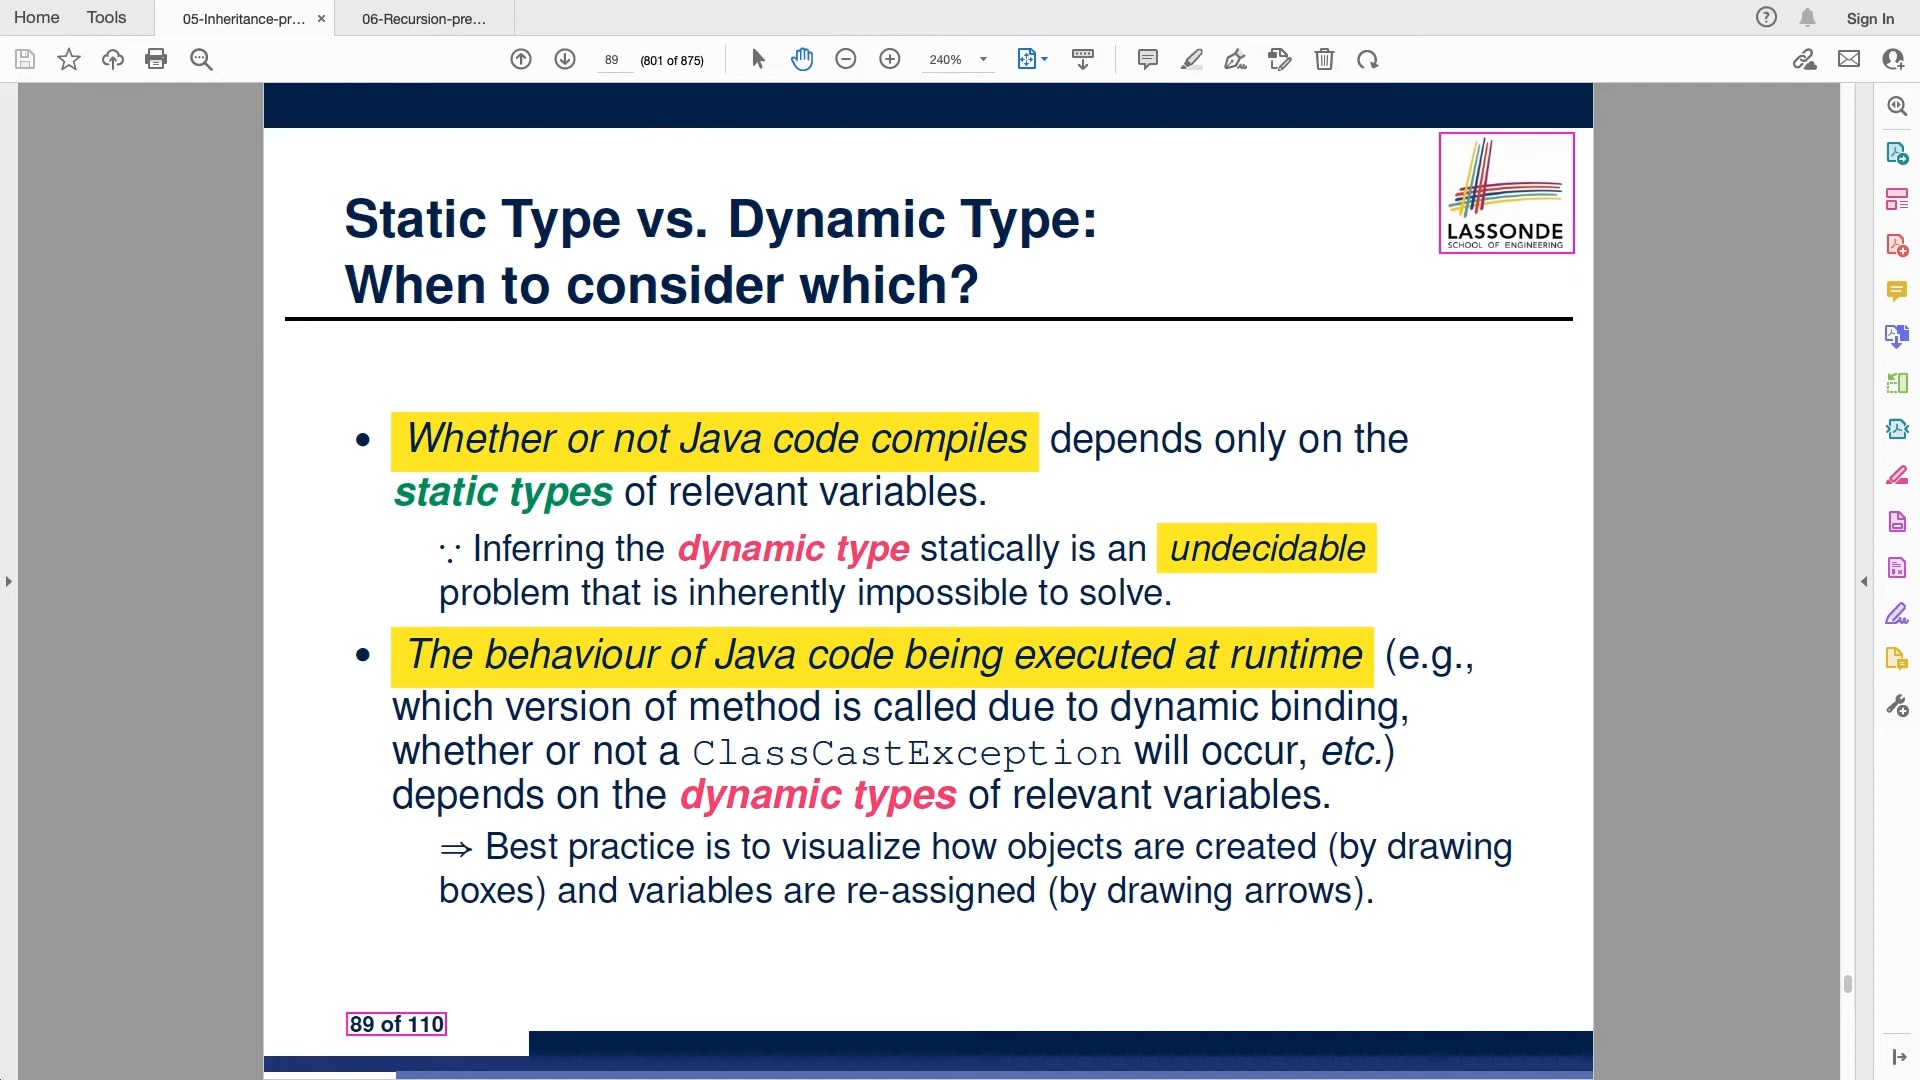 Home Tools 05-Inheritance-pr... × 06-Recursion-pre... Sign In
89 (801 of 875) 240%
LASSONDE
SCHOOL OF ENGINEERING
Static Type vs. Dynamic Type:
When to consider which?
• Whether or not Java code compiles depends only on the
static types of relevant variables.
∵ Inferring the dynamic type statically is an undecidable
problem that is inherently impossible to solve.
• The behaviour of Java code being executed at runtime (e.g.,
which version of method is called due to dynamic binding,
whether or not a ClassCastException will occur, etc.)
depends on the dynamic types of relevant variables.
⇒ Best practice is to visualize how objects are created (by drawing
boxes) and variables are re-assigned (by drawing arrows).
89 of 110